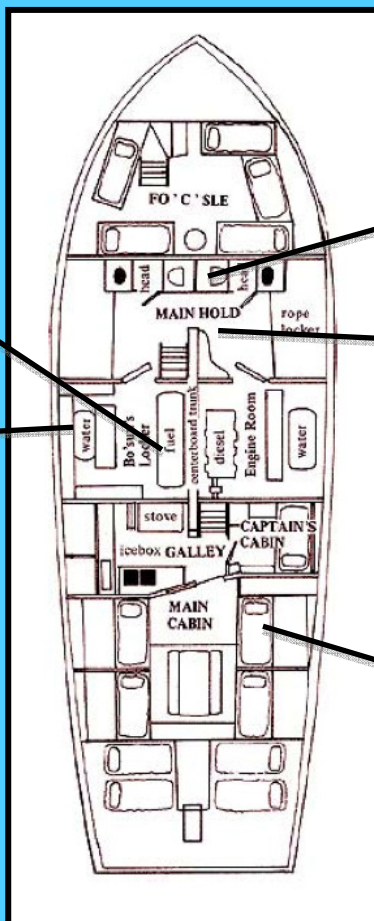 FO'C'SLE
head
head
MAIN HOLD
rope
locker
water
Bo'sun's
Locker
fuel
centerboard trunk
diesel
Engine Room
water
stove
CAPTAIN'S
CABIN
icebox
GALLEY
MAIN
CABIN